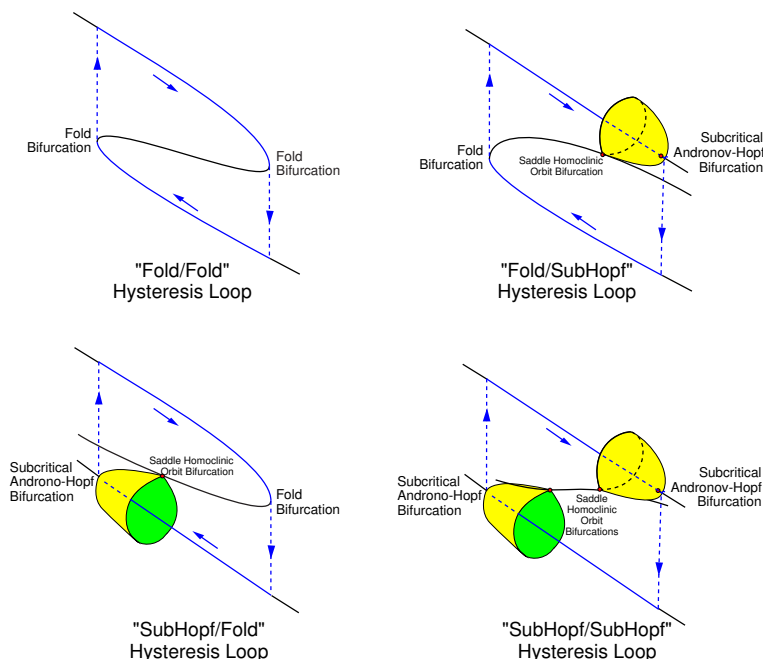 Fold
Bifurcation
Fold
Bifurcation
"Fold/Fold"
Hysteresis Loop
Fold
Bifurcation
Saddle Homoclinic
Orbit Bifurcation
Subcritical
Andronov-Hopf
Bifurcation
"Fold/SubHopf"
Hysteresis Loop
Subcritical
Androno-Hopf
Bifurcation
Saddle Homoclinic
Orbit Bifurcation
Fold
Bifurcation
"SubHopf/Fold"
Hysteresis Loop
Subcritical
Androno-Hopf
Bifurcation
Saddle
Homoclinic
Orbit
Bifurcations
Subcritical
Andronov-Hopf
Bifurcation
"SubHopf/SubHopf"
Hysteresis Loop